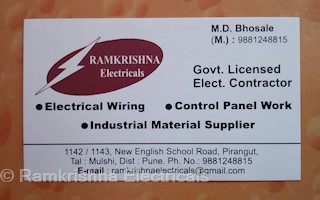 M.D. Bhosale
(M.) : 9881248815
RAMKRISHNA
Electricals
Govt. Licensed
Elect. Contractor
● Electrical Wiring ● Control Panel Work
● Industrial Material Supplier
1142 / 1143, New English School Road, Pirangut,
Tal : Mulshi, Dist : Pune. Ph. No.: 9881248815
E-mail : ramkrishnaelectricals@gmail.com
© Ramkrishna Electricals